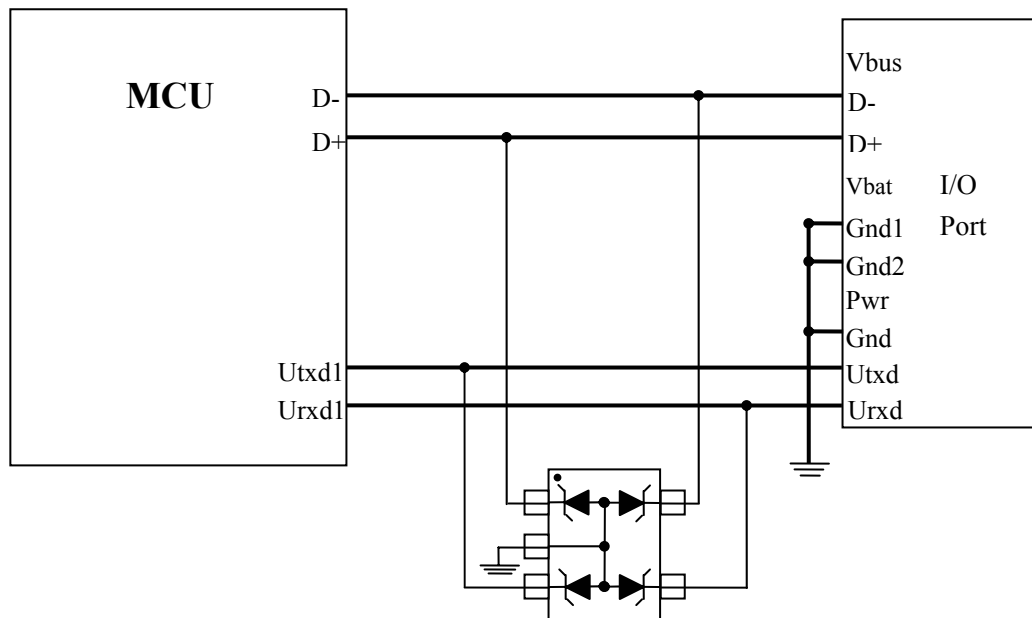 MCU
D-
D+
Utxd1
Urxd1
Vbus
D-
D+
Vbat I/O
Gnd1 Port
Gnd2
Pwr
Gnd
Utxd
Urxd